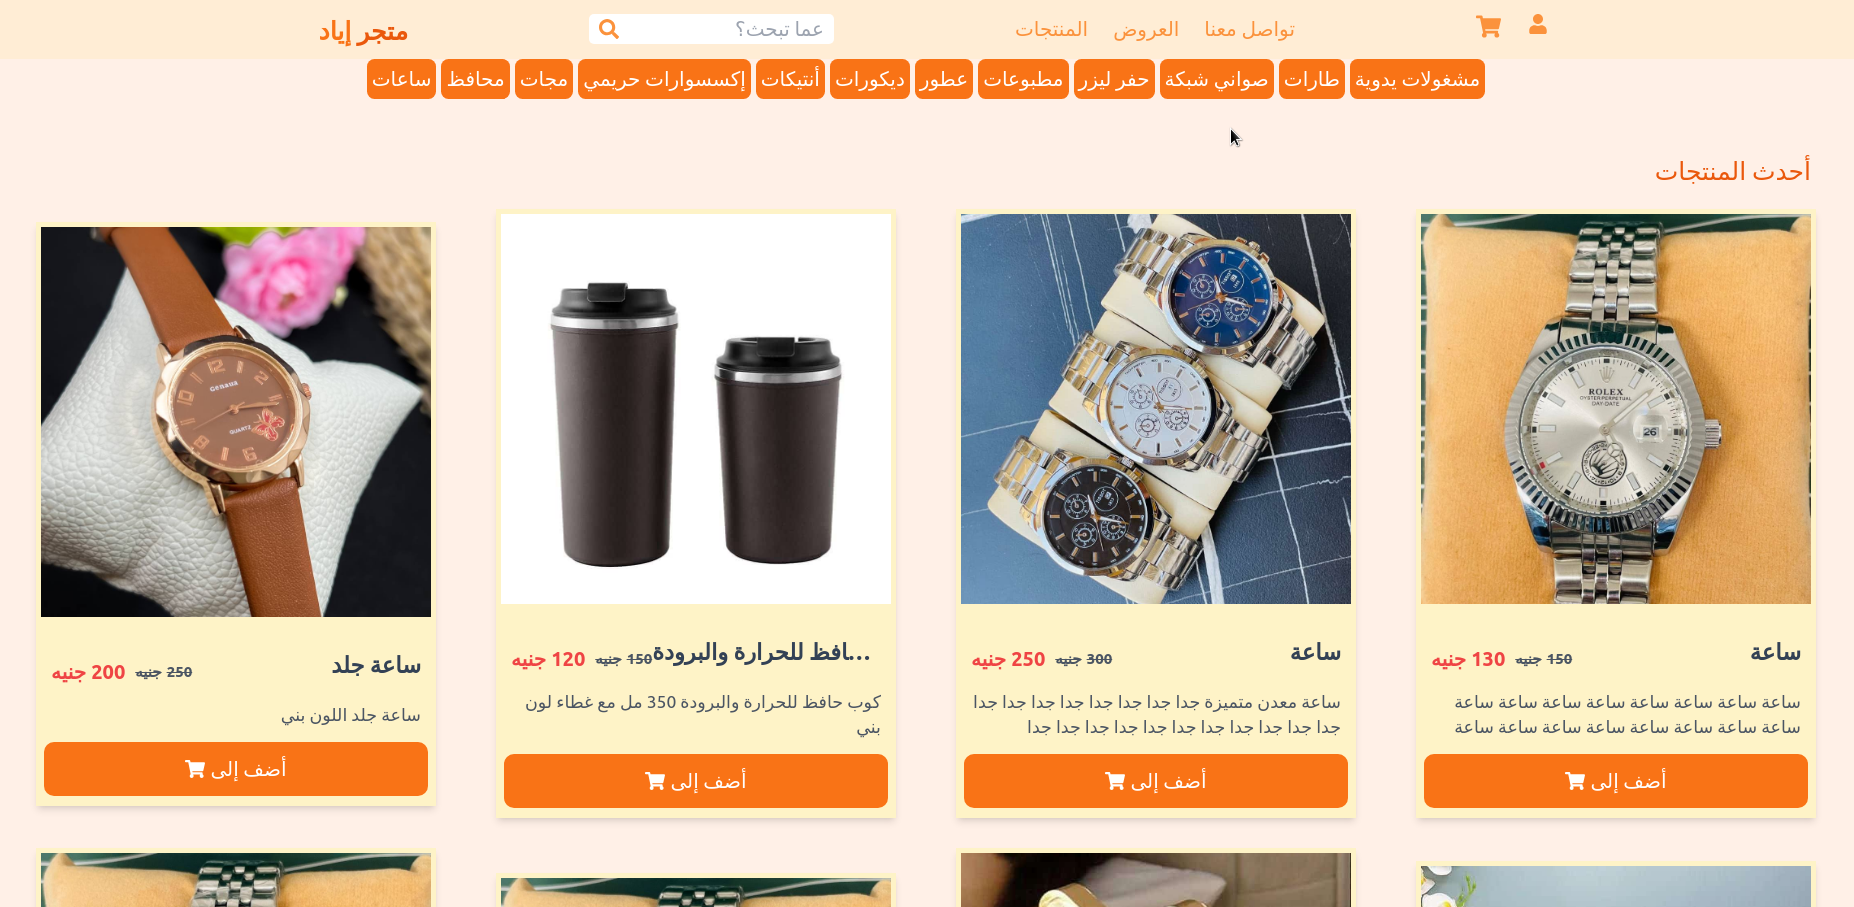 تواصل معنا
العروض
المنتجات
عما تبحث؟
متجر إياد
مشغولات يدوية
طارات
صواني شبكة
حفر ليزر
مطبوعات
عطور
ديكورات
أنتيكات
إكسسوارات حريمي
مجات
محافظ
ساعات
أحدث المنتجات
ROLEX
OYSTER PERPETUAL
DAY-DATE
26
ساعة
150 جنيه
130 جنيه
ساعة ساعة ساعة ساعة ساعة ساعة ساعة ساعة
ساعة ساعة ساعة ساعة ساعة ساعة ساعة ساعة
أضف إلى
ساعة
300 جنيه
250 جنيه
ساعة معدن متميزة جدا جدا جدا جدا جدا جدا جدا جدا
جدا جدا جدا جدا جدا جدا جدا جدا جدا جدا جدا
أضف إلى
...افظ للحرارة والبرودة
150 جنيه
120 جنيه
كوب حافظ للحرارة والبرودة 350 مل مع غطاء لون
بني
أضف إلى
Genaua
QUARTZ
ساعة جلد
250 جنيه
200 جنيه
ساعة جلد اللون بني
أضف إلى